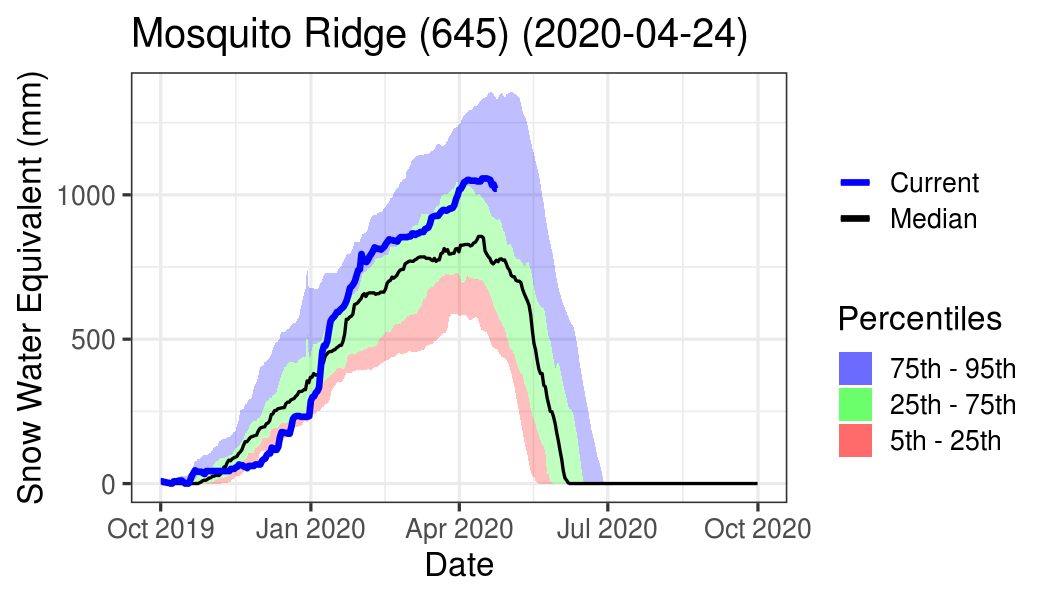 Mosquito Ridge (645) (2020-04-24)
Snow Water Equivalent (mm)
1000
500
0
Oct 2019
Jan 2020
Apr 2020
Jul 2020
Oct 2020
Date
Current
Median
Percentiles
75th - 95th
25th - 75th
5th - 25th